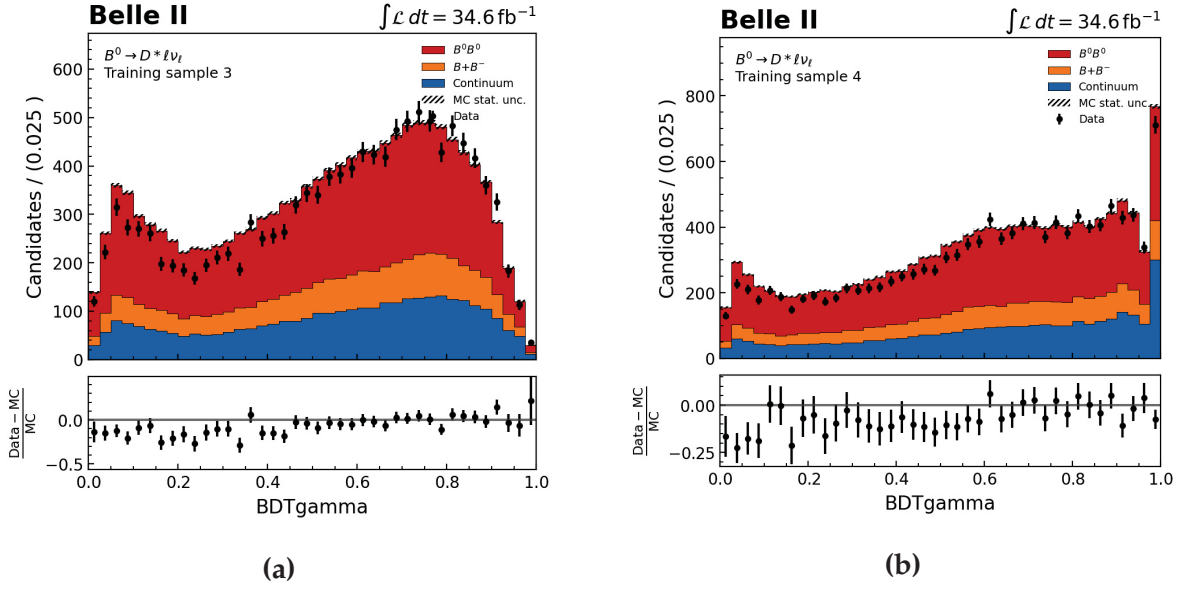 Belle II
∫ℒ dt = 34.6 fb⁻¹
B⁰ → D*ℓν_ℓ
Training sample 3
B⁰B⁰
B+B⁻
Continuum
MC stat. unc.
Data
Candidates / (0.025 )
600
500
400
300
200
100
0
Data − MC
MC
0.0
−0.5
0.0 0.2 0.4 0.6 0.8 1.0
BDTgamma
(a)
Belle II
∫ℒ dt = 34.6 fb⁻¹
B⁰ → D*ℓν_ℓ
Training sample 4
B⁰B⁰
B+B⁻
Continuum
MC stat. unc.
Data
Candidates / (0.025 )
800
600
400
200
0
Data − MC
MC
0.00
−0.25
0.0 0.2 0.4 0.6 0.8 1.0
BDTgamma
(b)